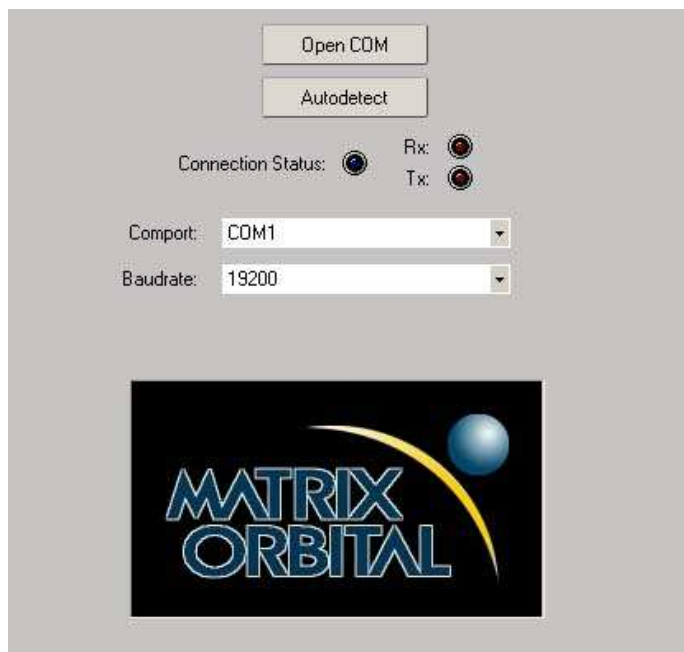 Open COM
Autodetect
Connection Status:
Rx:
Tx:
Comport: COM1
Baudrate: 19200
MATRIX
ORBITAL